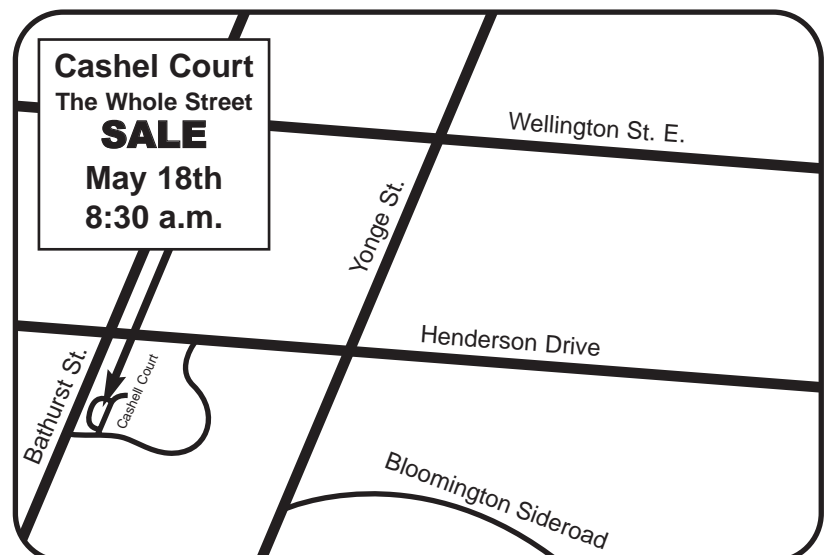 Cashel Court
The Whole Street
SALE
May 18th
8:30 a.m.
Wellington St. E.
Yonge St.
Henderson Drive
Bathurst St.
Cashell Court
Bloomington Sideroad